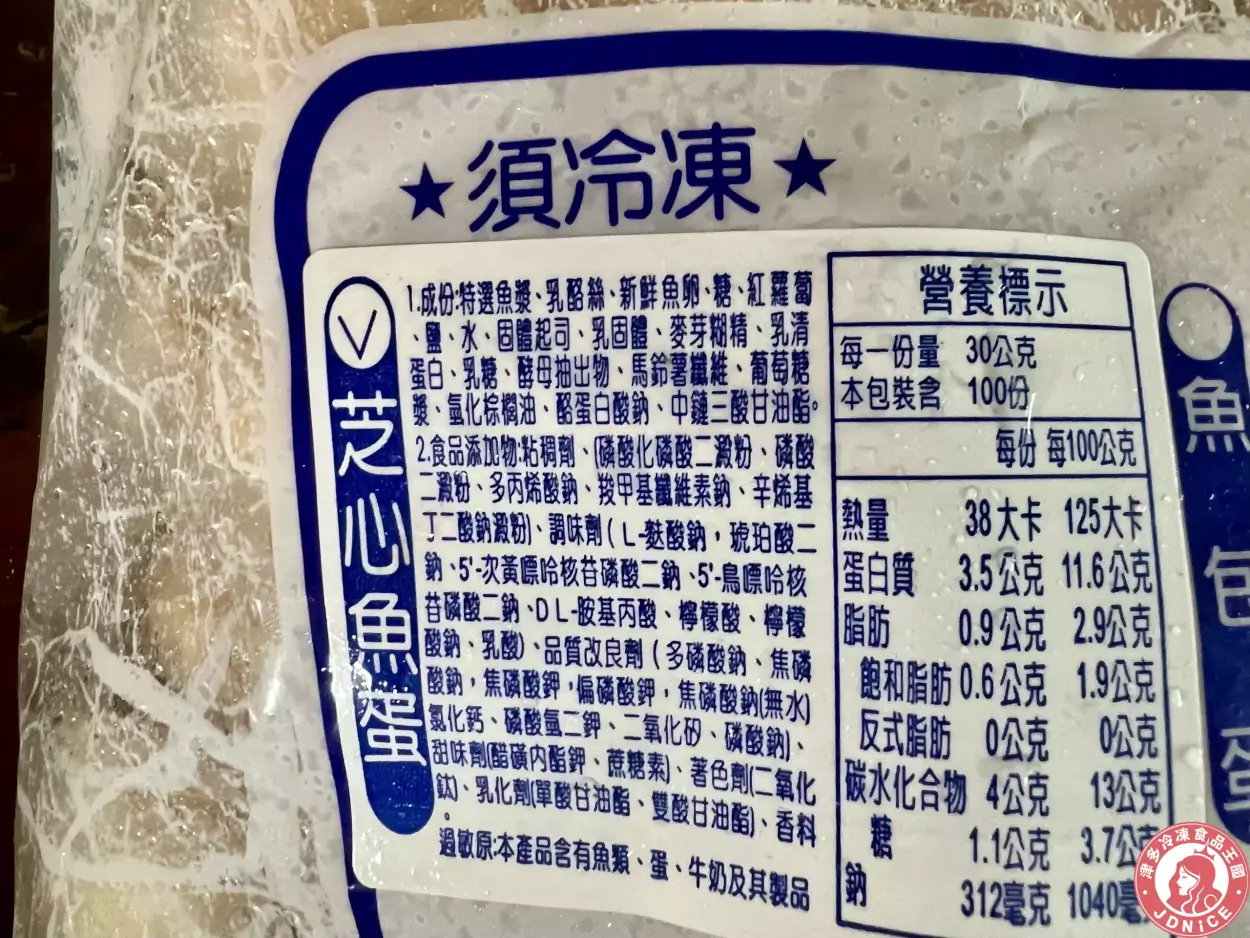 ★須冷凍★
芝心魚蛋
1.成份:特選魚漿、乳酪絲、新鮮魚卵、糖、紅蘿蔔
、鹽、水、固體起司、乳固體、麥芽糊精、乳清
蛋白、乳糖、酵母抽出物、馬鈴薯纖維、葡萄糖
漿、氫化棕櫚油、酪蛋白酸鈉、中鏈三酸甘油酯。
2.食品添加物:粘稠劑、(磷酸化磷酸二澱粉、磷酸
二澱粉、多丙烯酸鈉、羧甲基纖維素鈉、辛烯基
丁二酸鈉澱粉)、調味劑(L-麩酸鈉,琥珀酸二
鈉、5'-次黃嘌呤核苷磷酸二鈉、5'-鳥嘌呤核
苷磷酸二鈉、DL-胺基丙酸、檸檬酸、檸檬
酸鈉、乳酸)、品質改良劑(多磷酸鈉、焦磷
酸鈉,焦磷酸鉀,偏磷酸鉀,焦磷酸鈉(無水)
氯化鈣、磷酸氫二鉀、二氧化矽、磷酸鈉)、
甜味劑(醋磺內酯鉀、蔗糖素)、著色劑(二氧化
鈦)、乳化劑(單酸甘油酯、雙酸甘油酯)、香料
。
過敏原:本產品含有魚類、蛋、牛奶及其製品
營養標示
每一份量 30公克
本包裝含 100份
每份 每100公克
熱量 38大卡 125大卡
蛋白質 3.5公克 11.6公克
脂肪 0.9公克 2.9公克
飽和脂肪 0.6公克 1.9公克
反式脂肪 0公克 0公克
碳水化合物 4公克 13公克
糖 1.1公克 3.7公克
鈉 312毫克 1040毫
魚包蛋
津多冷凍食品王國
JDNiCE